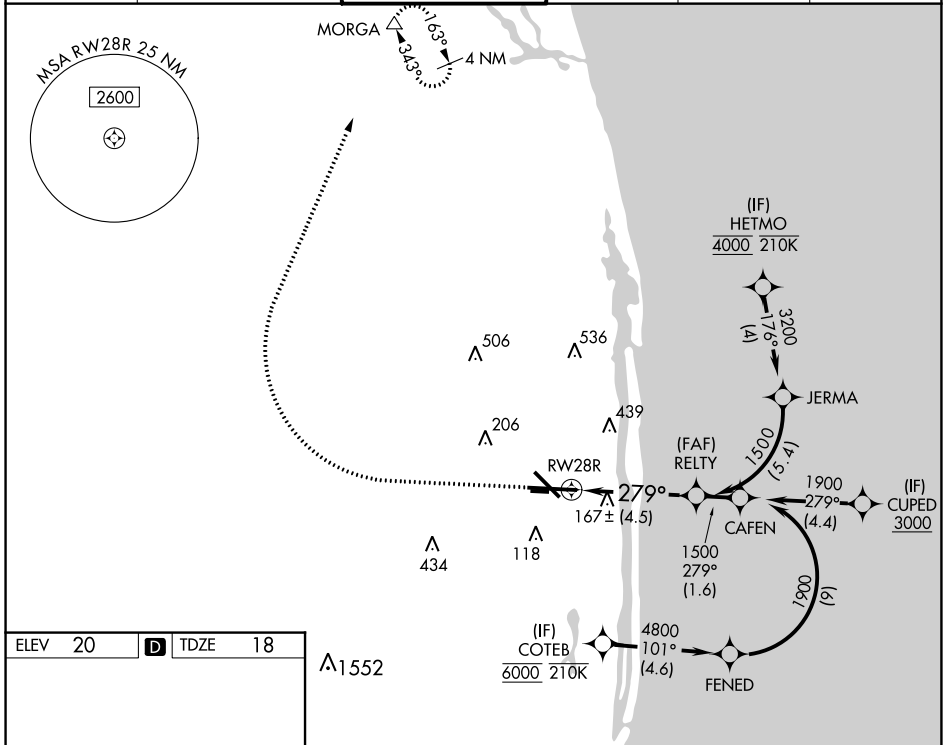 MORGA
163°
343°
4 NM
MSA RW28R 25 NM
2600
(IF)
HETMO
4000 210K
3200
176°
(4)
JERMA
506
536
439
206
1500
(5.4)
(FAF)
RELTY
RW28R
279°
167± (4.5)
1900
279°
(4.4)
(IF)
CUPED
3000
CAFEN
118
434
1500
279°
(1.6)
1900
(9)
ELEV 20 D TDZE 18
1552
(IF)
COTEB
6000 210K
4800
101°
(4.6)
FENED